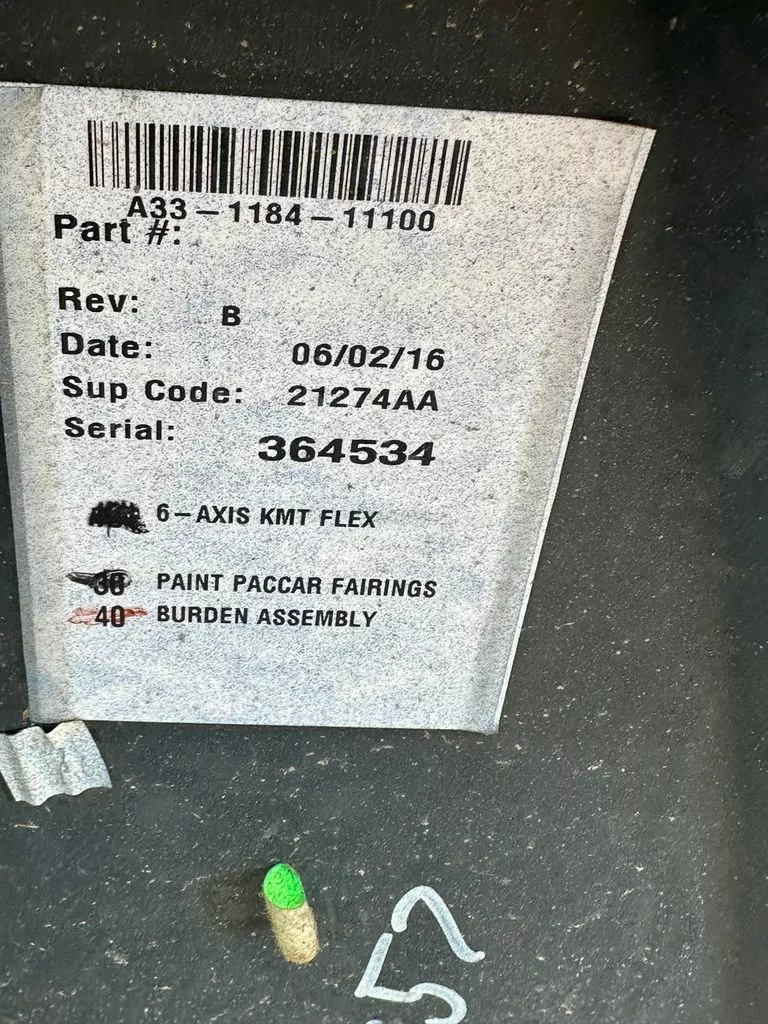 A33-1184-11100
Part #:
Rev: B
Date: 06/02/16
Sup Code: 21274AA
Serial: 364534
6-AXIS KMT FLEX
30 PAINT PACCAR FAIRINGS
40 BURDEN ASSEMBLY